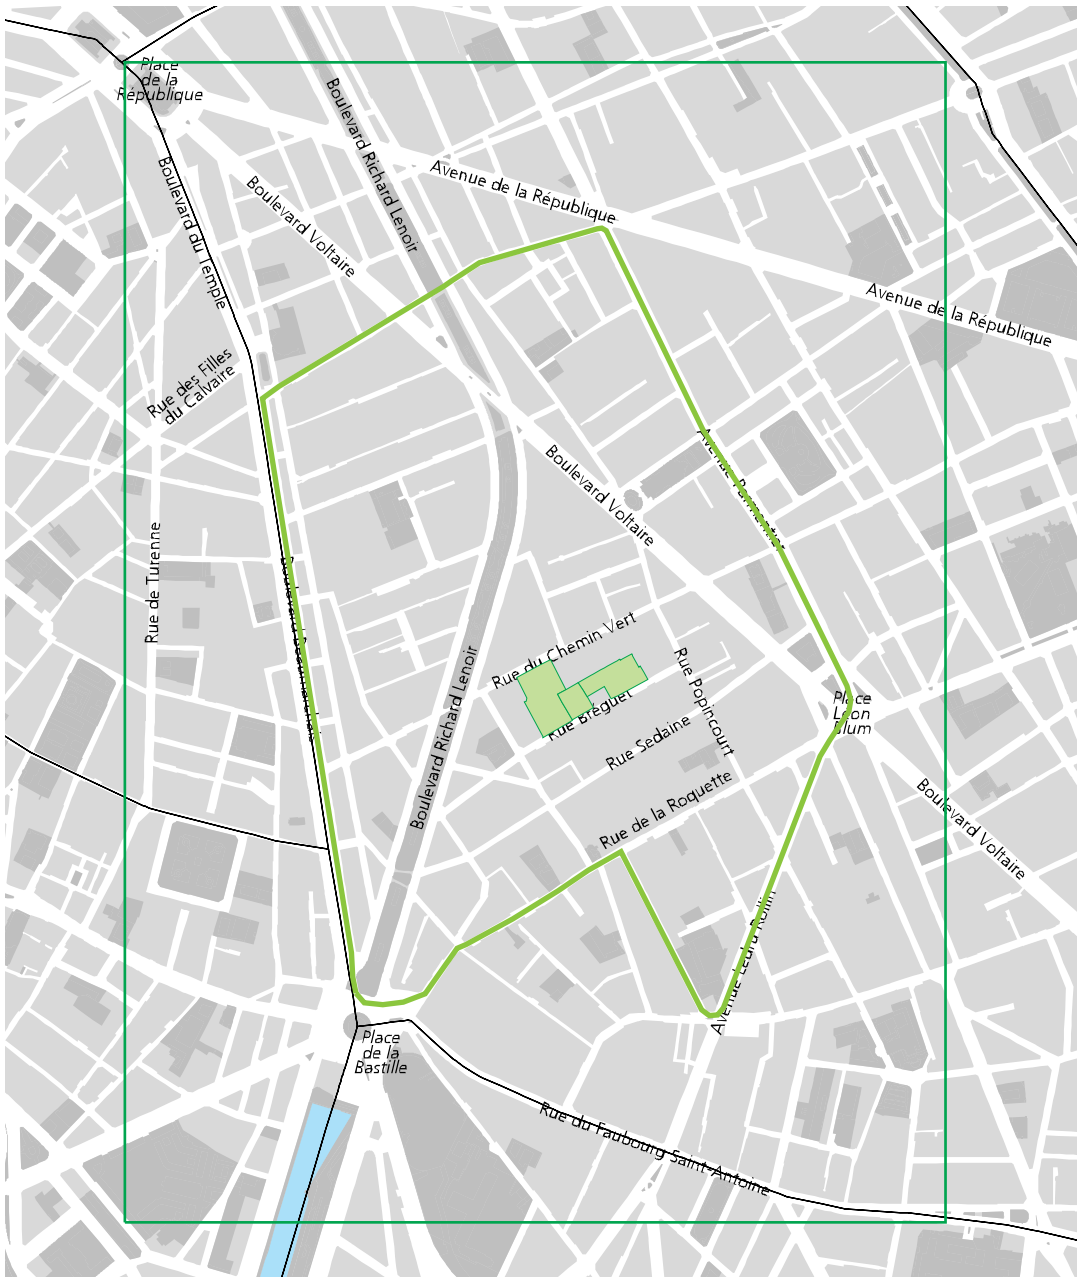 Place
de la
République
Boulevard Richard Lenoir
Avenue de la République
Boulevard du Temple
Boulevard Voltaire
Avenue de la République
Rue des Filles
du Calvaire
Avenue Parmentier
Boulevard Voltaire
Rue de Turenne
Boulevard Beaumarchais
Rue du Chemin Vert
Rue Popincourt
Boulevard Richard Lenoir
Rue Bréguet
Rue Sedaine
Place
Léon
Blum
Rue de la Roquette
Boulevard Voltaire
Avenue Ledru Rollin
Place
de la
Bastille
Rue du Faubourg Saint-Antoine